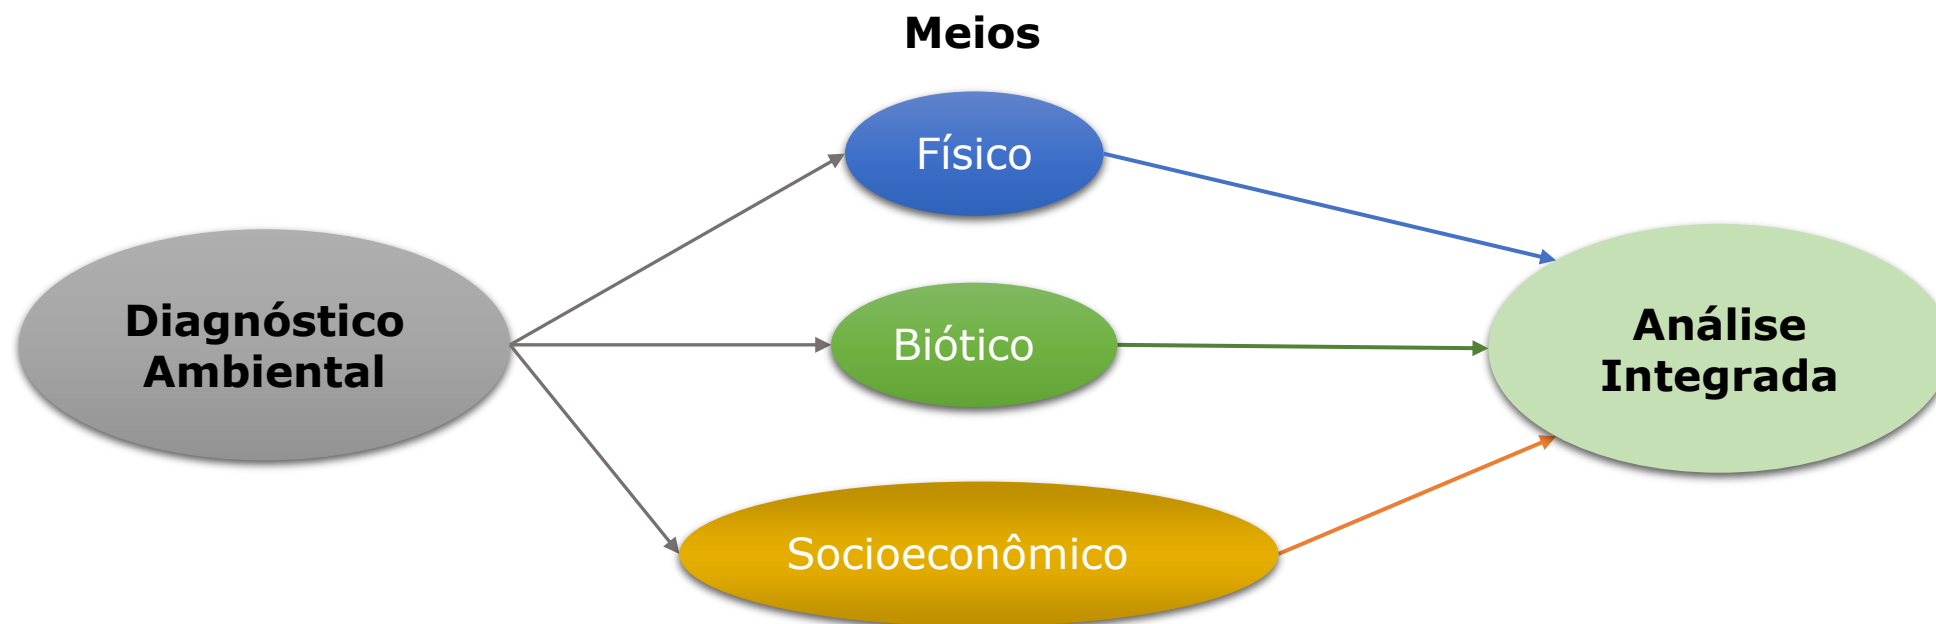 Meios
Físico
Diagnóstico
Ambiental
Biótico
Análise
Integrada
Socioeconômico